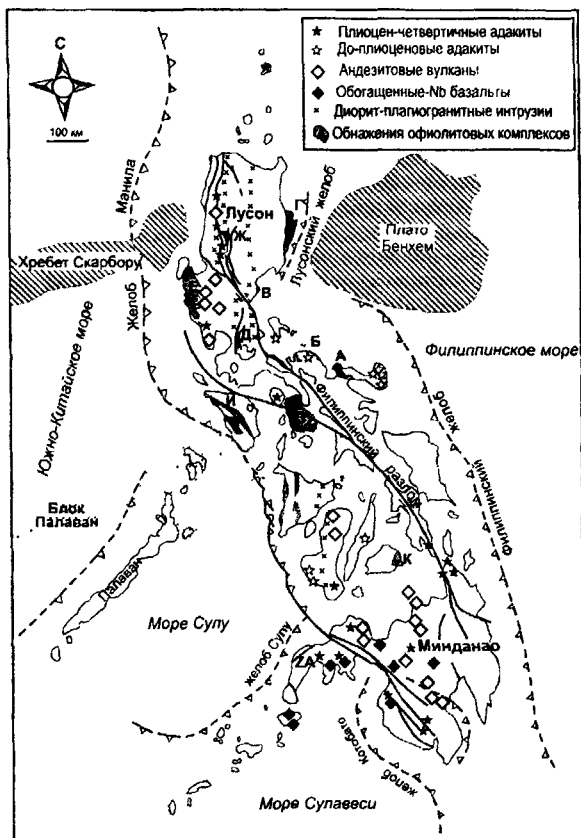 С
100 км
Плиоцен-четвертичные адакиты
До-плиоценовые адакиты
Андезитовые вулканы
Обогащенные-Nb базальты
Диорит-плагиогранитные интрузии
Обнажения офиолитовых комплексов
Манила
Желоб
Хребет Скарбору
Лусон
Ж
Лусонский желоб
Плато
Бенхем
В
Д
Б
А
Филиппинское море
Южно-Китайское море
И
Филиппинский разлом
Филиппинский желоб
Блок
Палаван
Палаван
К
Море Сулу
желоб Сулу
ZA
Минданао
Котобато
желоб
Море Сулавеси